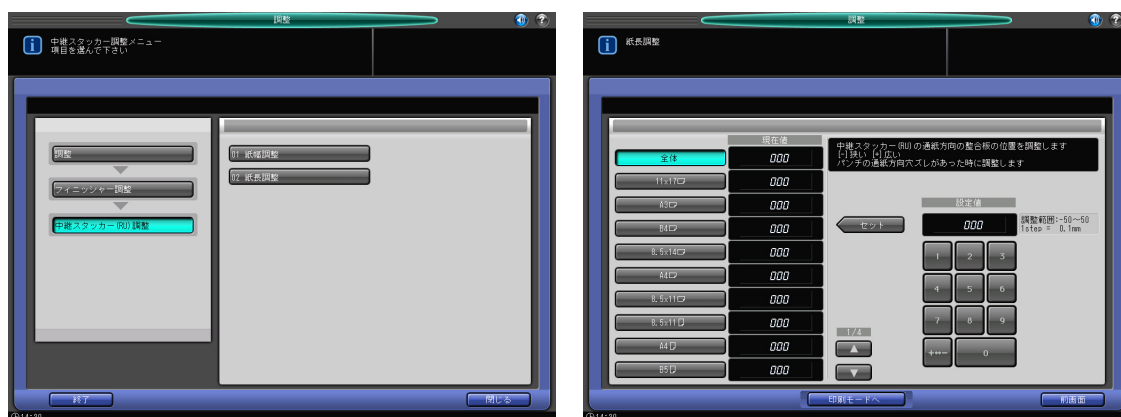 調整
中継スタッカー調整メニュー
項目を選んで下さい
調整
フィニッシャー調整
中継スタッカー(RU)調整
01 紙幅調整
02 紙長調整
終了
閉じる
14:20
調整
紙長調整
現在値
全体 000
11x17 000
A3 000
B4 000
8.5x14 000
A4 000
8.5x11 000
8.5x11 000
A4 000
B5 000
中継スタッカー(RU)の通紙方向の整合板の位置を調整します
[-]狭い [+]広い
パンチの通紙方向穴ズレがあった時に調整します
設定値
セット
000
調整範囲:-50～50
1step = 0.1mm
1 2 3
4 5 6
7 8 9
+↔- 0
1/4
印刷モードへ
前画面